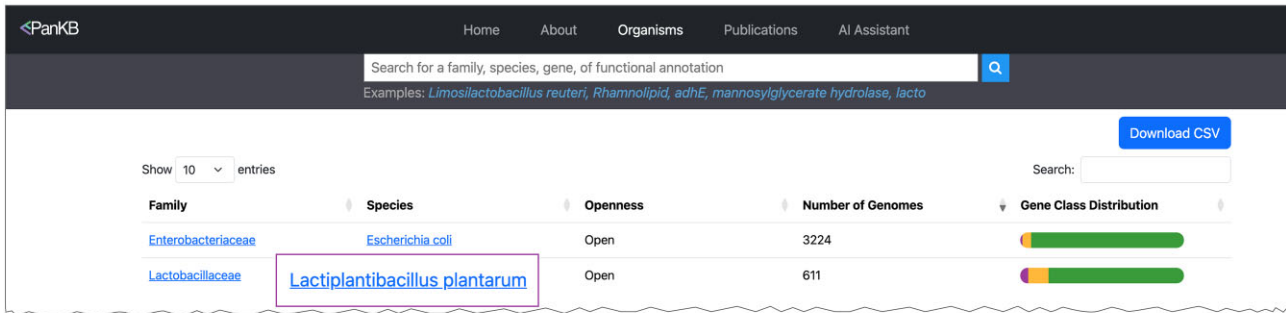 PanKB Home About Organisms Publications AI Assistant
Search for a family, species, gene, of functional annotation
Examples: Limosilactobacillus reuteri, Rhamnolipid, adhE, mannosylglycerate hydrolase, lacto
Download CSV
Show 10 entries Search:
Family Species Openness Number of Genomes Gene Class Distribution
Enterobacteriaceae Escherichia coli Open 3224
Lactobacillaceae Lactiplantibacillus plantarum Open 611